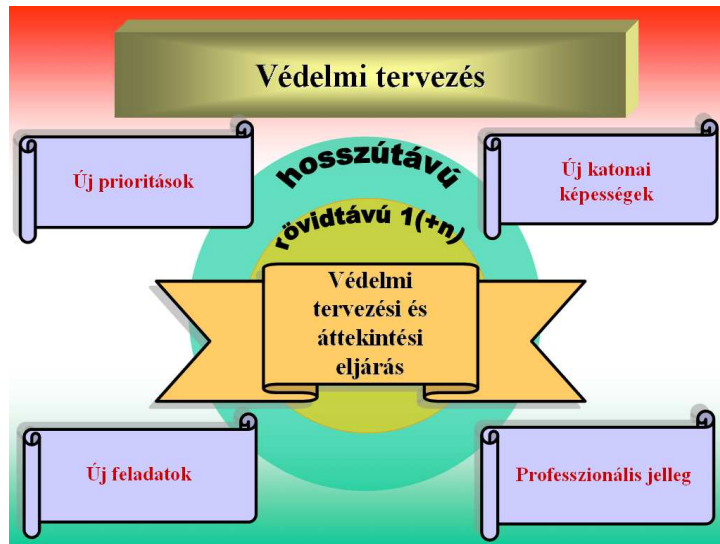 Védelmi tervezés
Új prioritások
Új katonai
képességek
hosszútávú
rövidtávú 1(+n)
Védelmi
tervezési és
áttekintési
eljárás
Új feladatok
Professzionális jelleg